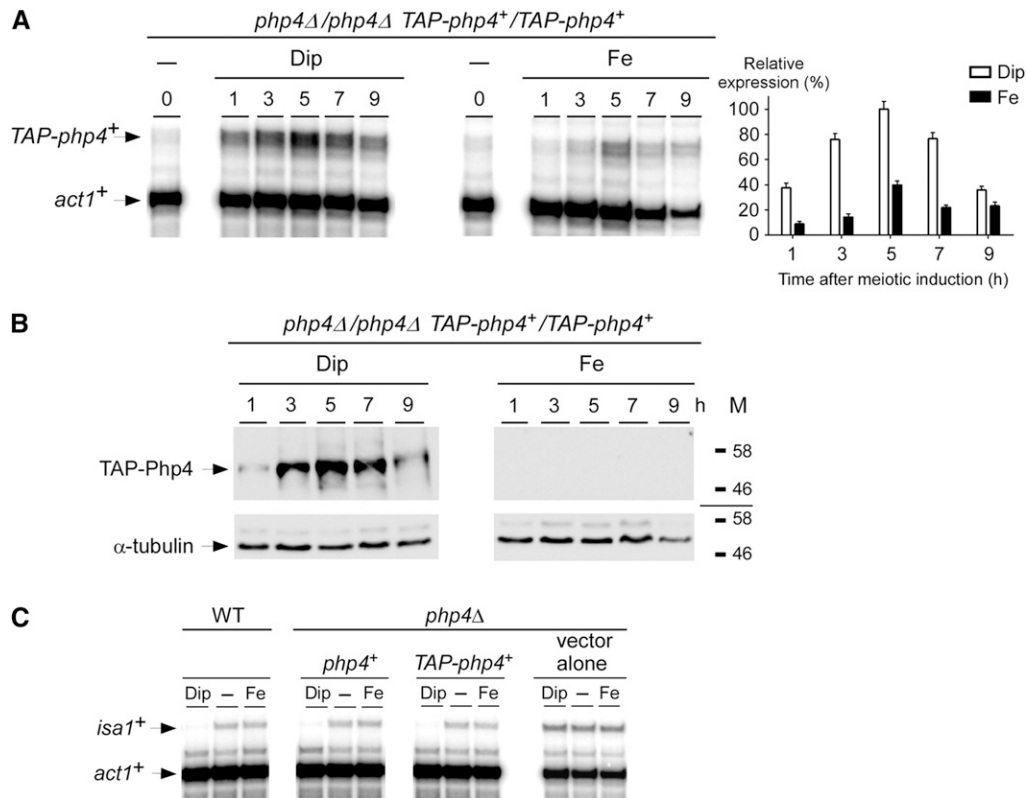 A
php4Δ/php4Δ TAP-php4⁺/TAP-php4⁺
— Dip — Fe
0 1 3 5 7 9 0 1 3 5 7 9
TAP-php4⁺
act1⁺
Relative
expression (%)
Dip
Fe
100
80
60
40
20
0
1 3 5 7 9
Time after meiotic induction (h)
B
php4Δ/php4Δ TAP-php4⁺/TAP-php4⁺
Dip Fe
1 3 5 7 9 1 3 5 7 9 h M
TAP-Php4
58
46
α-tubulin
58
46
C
WT php4Δ
php4⁺ TAP-php4⁺ vector
alone
Dip – Fe Dip – Fe Dip – Fe Dip – Fe
isa1⁺
act1⁺